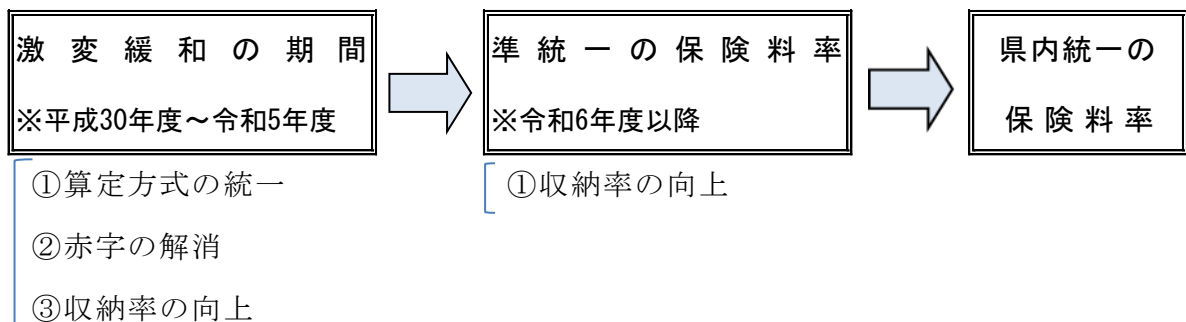 激変緩和の期間
※平成30年度～令和5年度
準統一の保険料率
※令和6年度以降
県内統一の
保険料率
①算定方式の統一
②赤字の解消
③収納率の向上
①収納率の向上